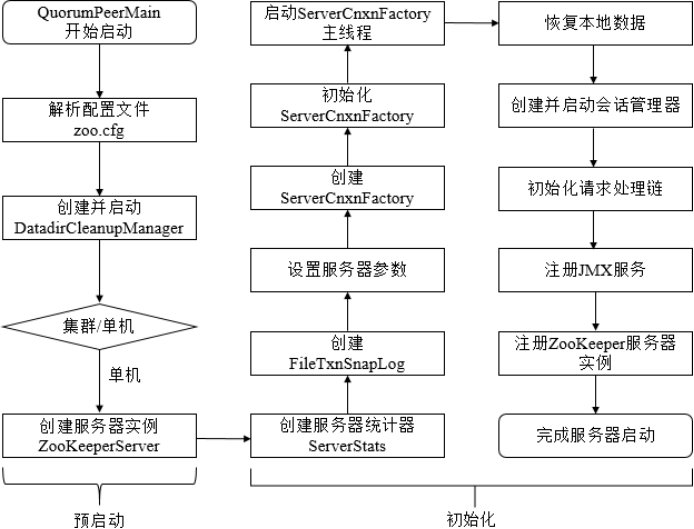 QuorumPeerMain
开始启动
解析配置文件
zoo.cfg
创建并启动
DatadirCleanupManager
集群/单机
单机
创建服务器实例
ZooKeeperServer
预启动
创建服务器统计器
ServerStats
创建
FileTxnSnapLog
设置服务器参数
创建
ServerCnxnFactory
初始化
ServerCnxnFactory
启动ServerCnxnFactory
主线程
恢复本地数据
创建并启动会话管理器
初始化请求处理链
注册JMX服务
注册ZooKeeper服务器
实例
完成服务器启动
初始化